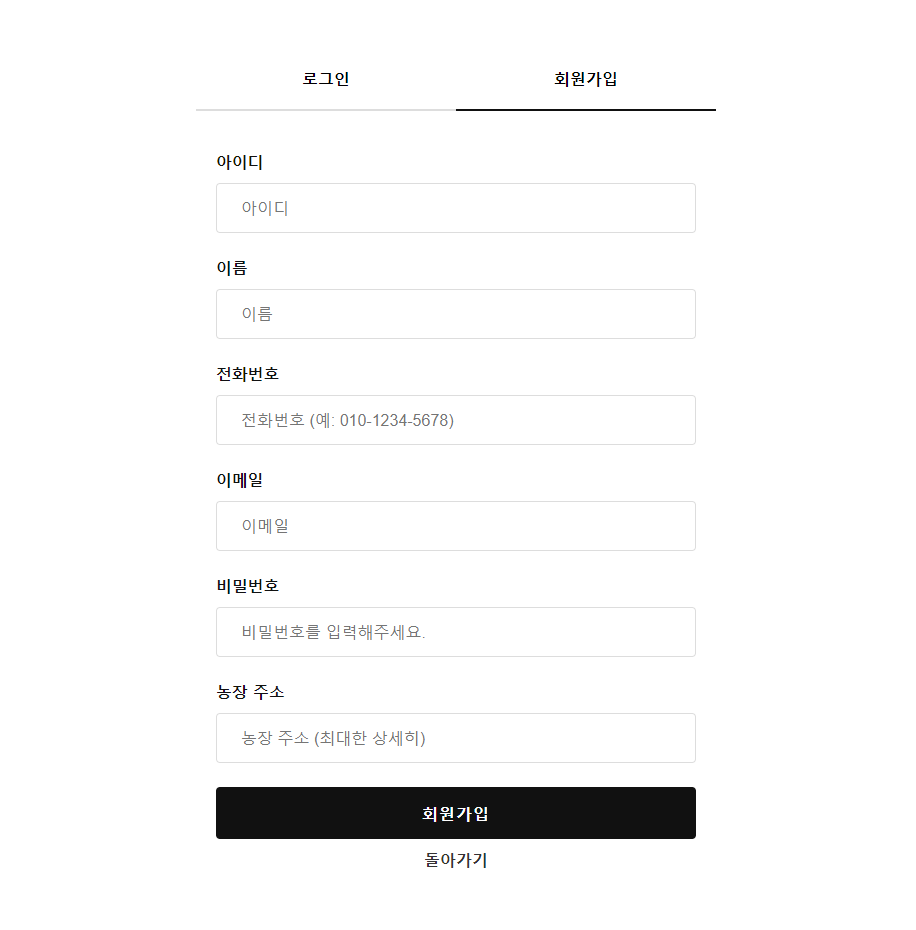 로그인 회원가입
아이디
아이디
이름
이름
전화번호
전화번호 (예: 010-1234-5678)
이메일
이메일
비밀번호
비밀번호를 입력해주세요.
농장 주소
농장 주소 (최대한 상세히)
회원가입
돌아가기